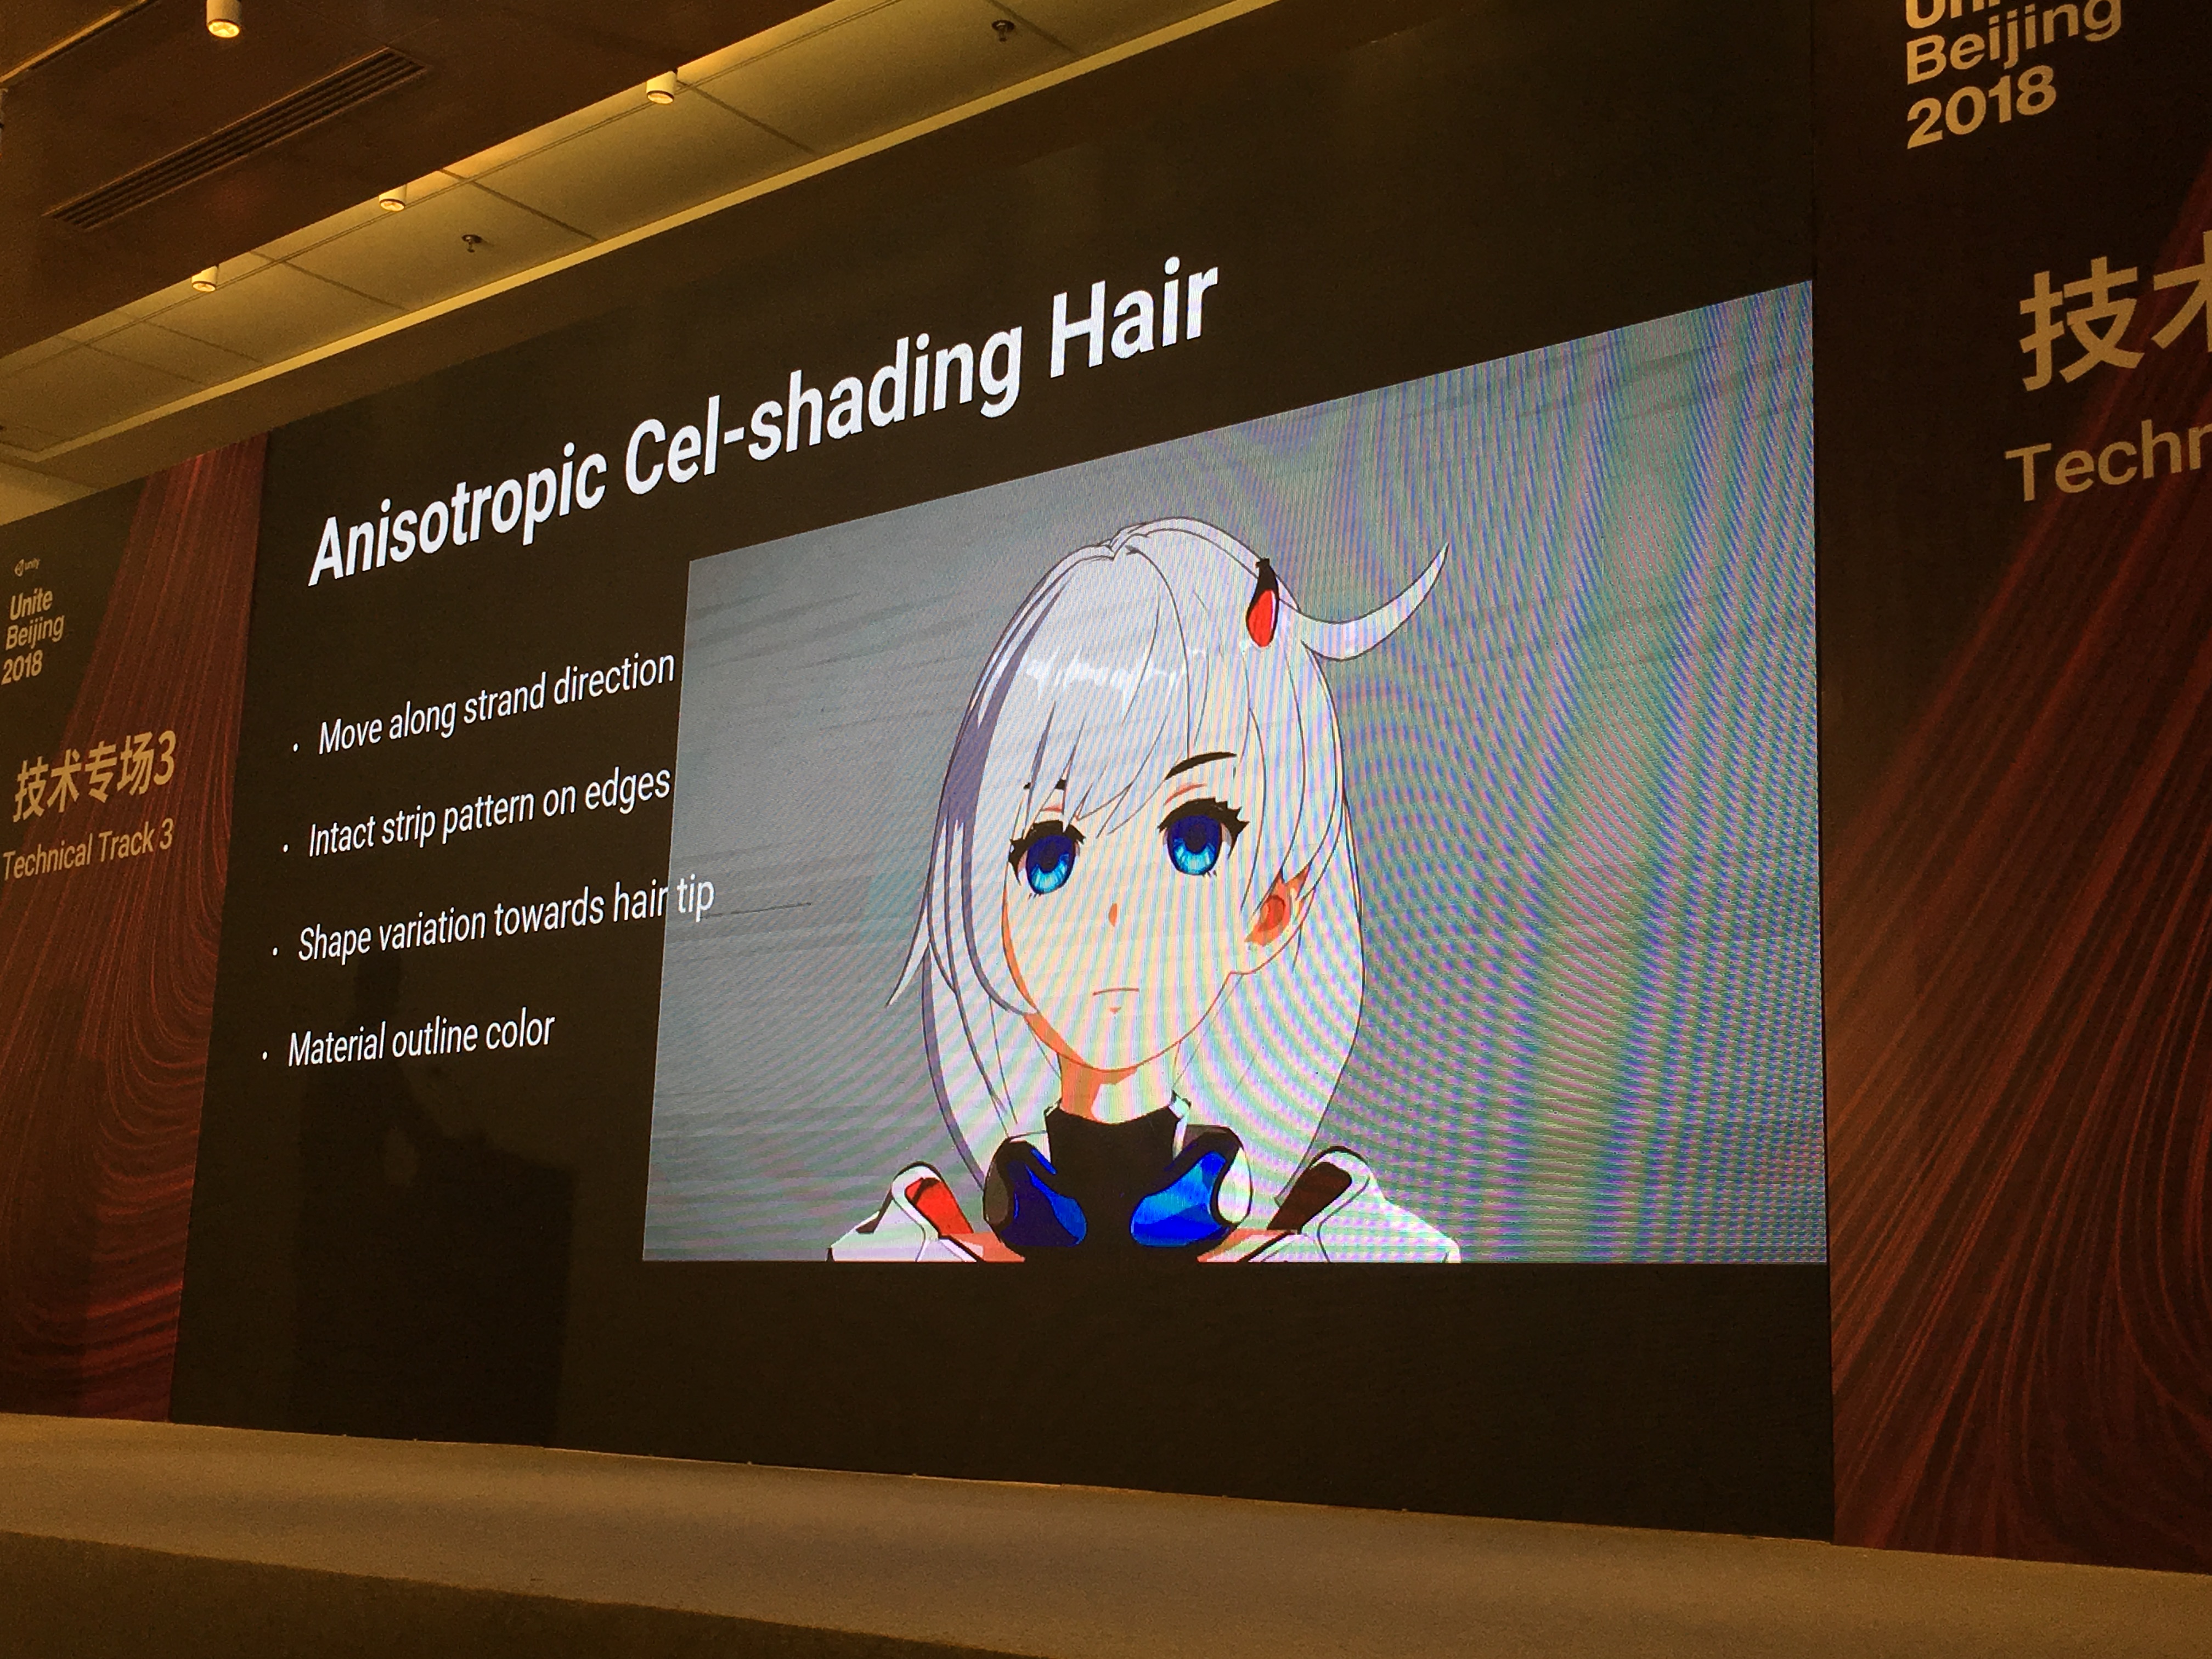 Anisotropic Cel-shading Hair
• Move along strand direction
• Intact strip pattern on edges
• Shape variation towards hair tip
• Material outline color
unity
Unite
Beijing
2018
技术专场3
Technical Track 3
Beijing
2018
技术
Techn